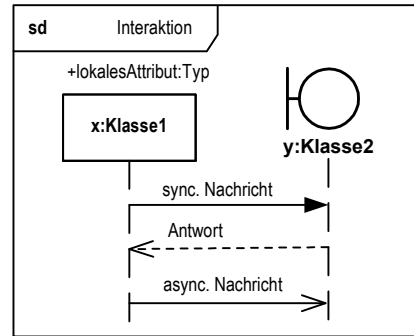 sd Interaktion
+lokalesAttribut:Typ
x:Klasse1
y:Klasse2
sync. Nachricht
Antwort
async. Nachricht